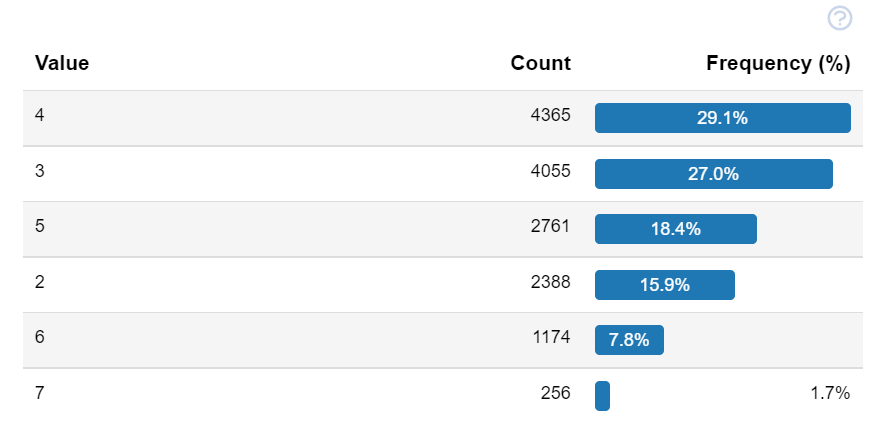 ?
Value Count Frequency (%)
4 4365 29.1%
3 4055 27.0%
5 2761 18.4%
2 2388 15.9%
6 1174 7.8%
7 256 1.7%